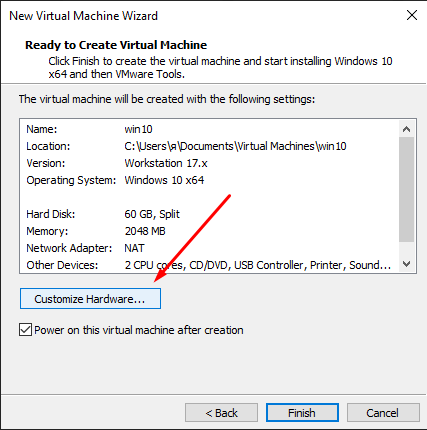 New Virtual Machine Wizard
Ready to Create Virtual Machine
Click Finish to create the virtual machine and start installing Windows 10
x64 and then VMware Tools.
The virtual machine will be created with the following settings:
Name: win10
Location: C:\Users\я\Documents\Virtual Machines\win10
Version: Workstation 17.x
Operating System: Windows 10 x64
Hard Disk: 60 GB, Split
Memory: 2048 MB
Network Adapter: NAT
Other Devices: 2 CPU cores, CD/DVD, USB Controller, Printer, Sound...
Customize Hardware...
Power on this virtual machine after creation
< Back Finish Cancel